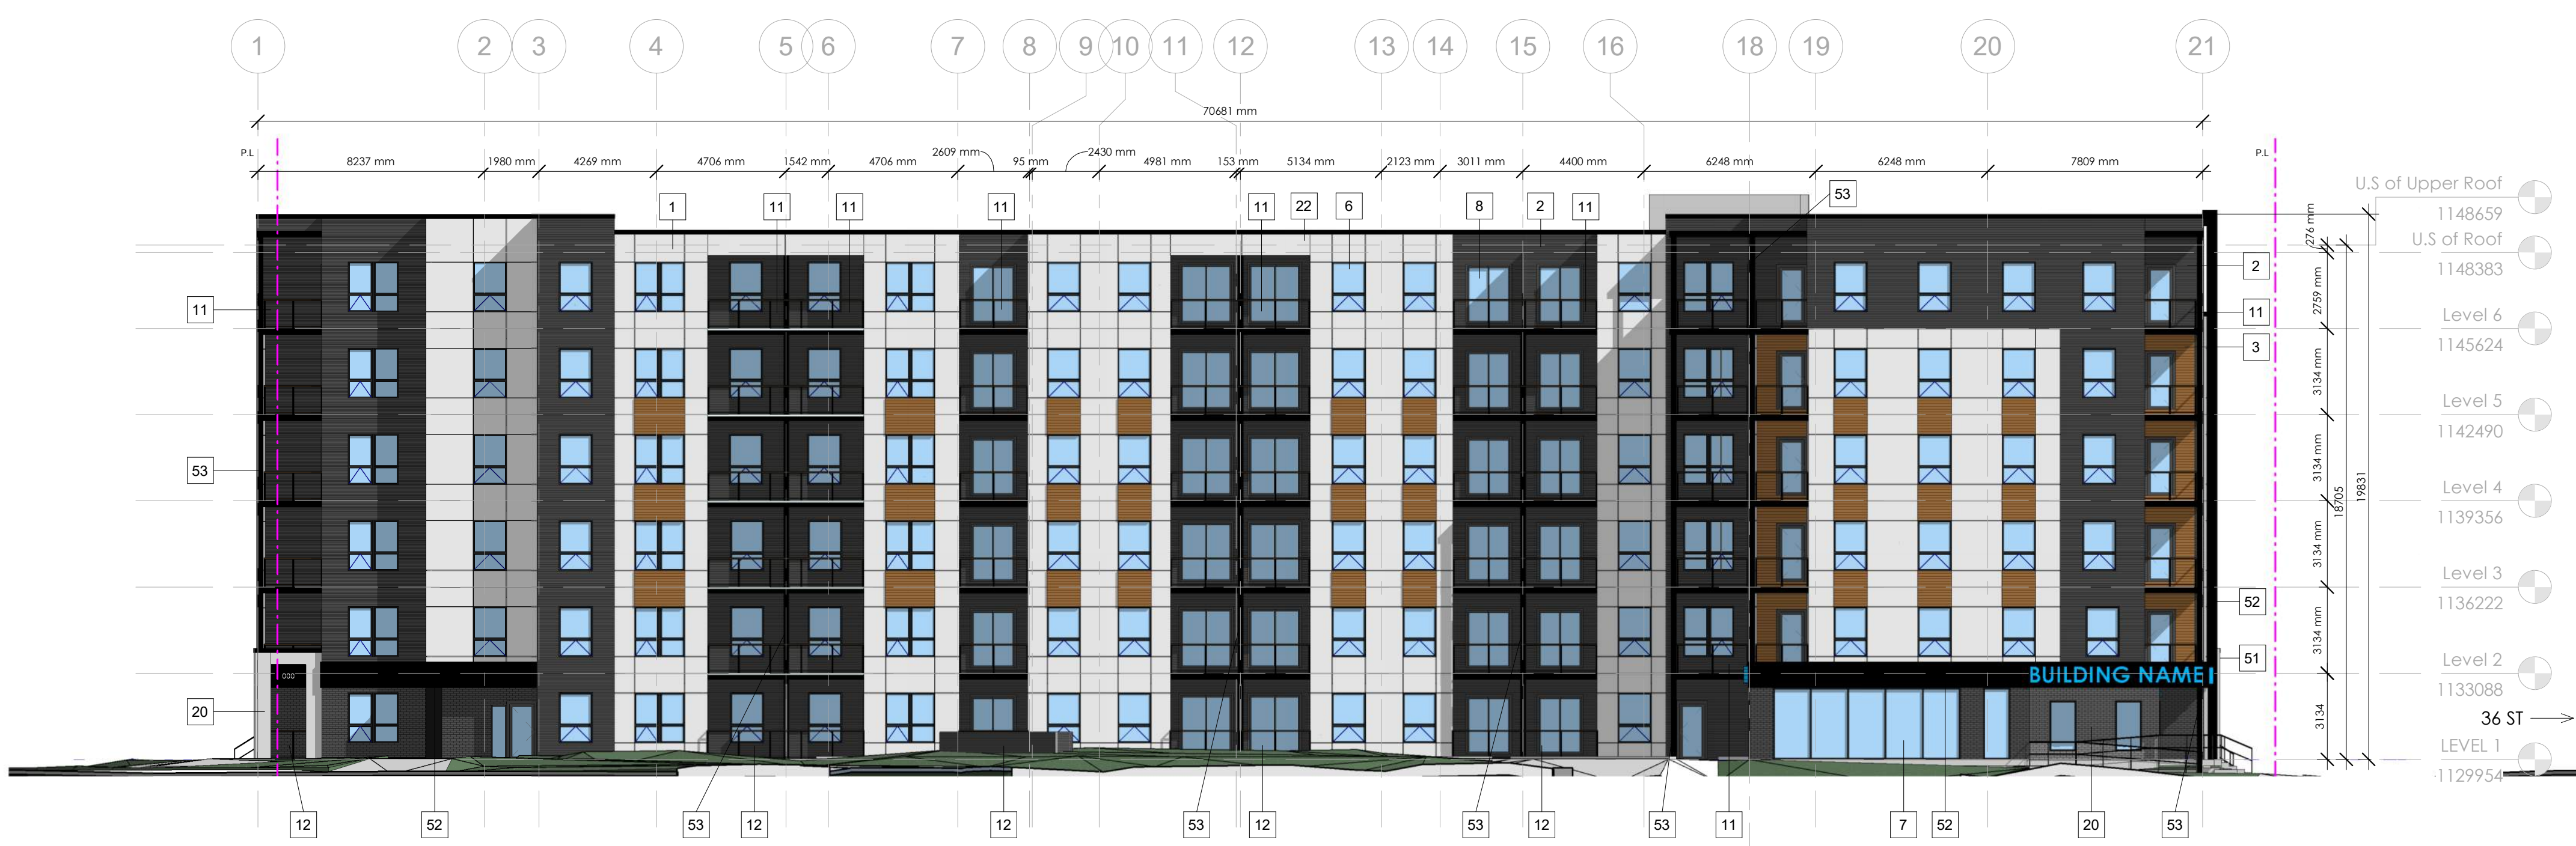 1 2 3 4 5 6 7 8 9 10 11 12 13 14 15 16 18 19 20 21
70681 mm
P.L
P.L
8237 mm 1980 mm 4269 mm 4706 mm 1542 mm 4706 mm 2609 mm 95 mm 2430 mm 4981 mm 153 mm 5134 mm 2123 mm 3011 mm 4400 mm 6248 mm 6248 mm 7809 mm
1 11 11 11 11 22 6 8 2 11 53
U.S of Upper Roof
1148659
276 mm
U.S of Roof
1148383
2
2759 mm
11
11
Level 6
1145624
3
3134 mm
Level 5
1142490
53
3134 mm
18705
19831
Level 4
1139356
3134 mm
Level 3
1136222
52
3134 mm
51
Level 2
1133088
000
BUILDING NAME
20
3134
36 ST
LEVEL 1
1129954
12 52 53 12 12 53 12 53 12 53 11 7 52 20 53